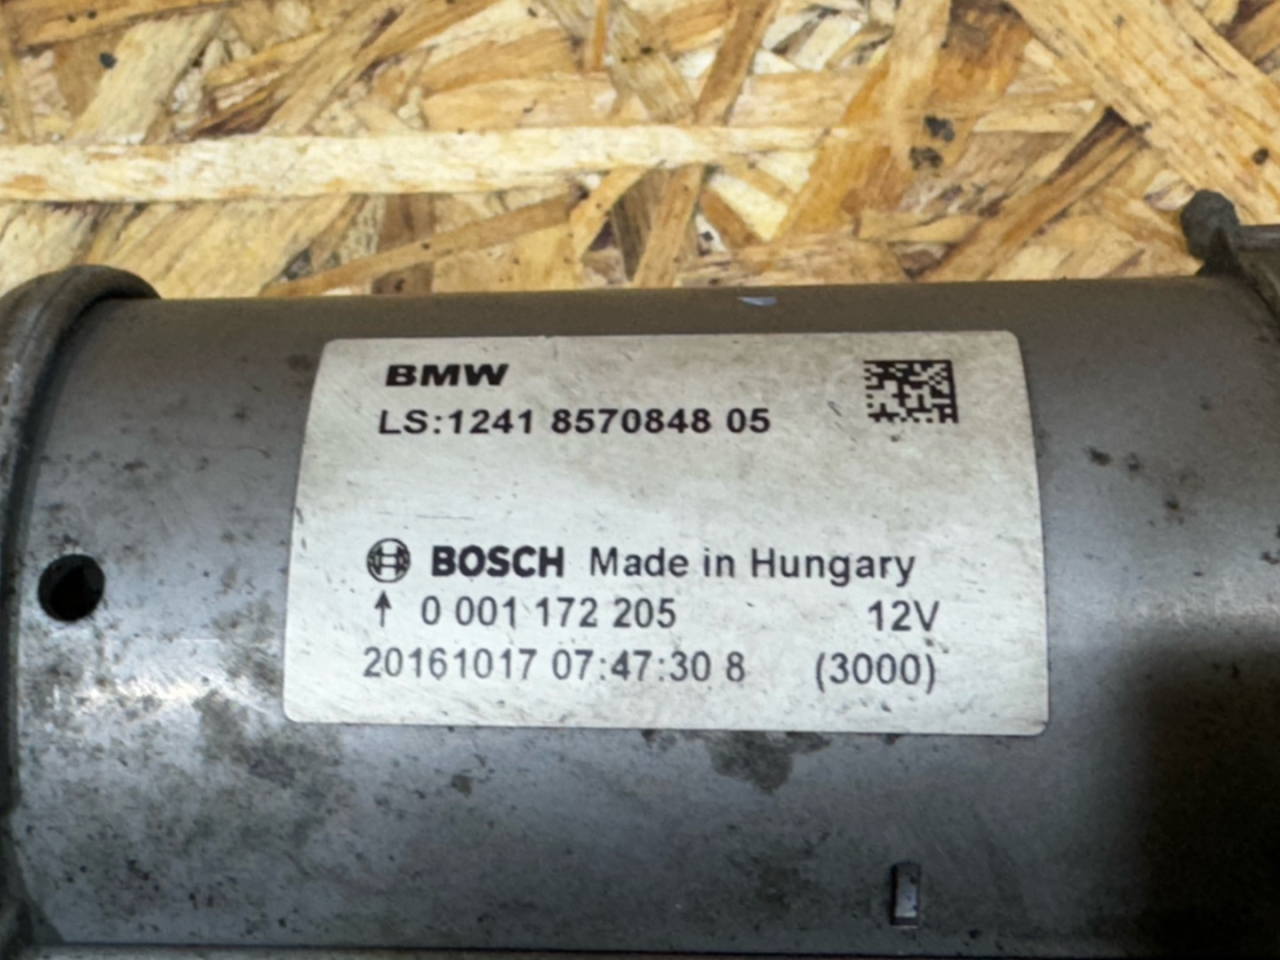 BMW
LS:1241 8570848 05
BOSCH Made in Hungary
↑ 0 001 172 205 12V
20161017 07:47:30 8 (3000)